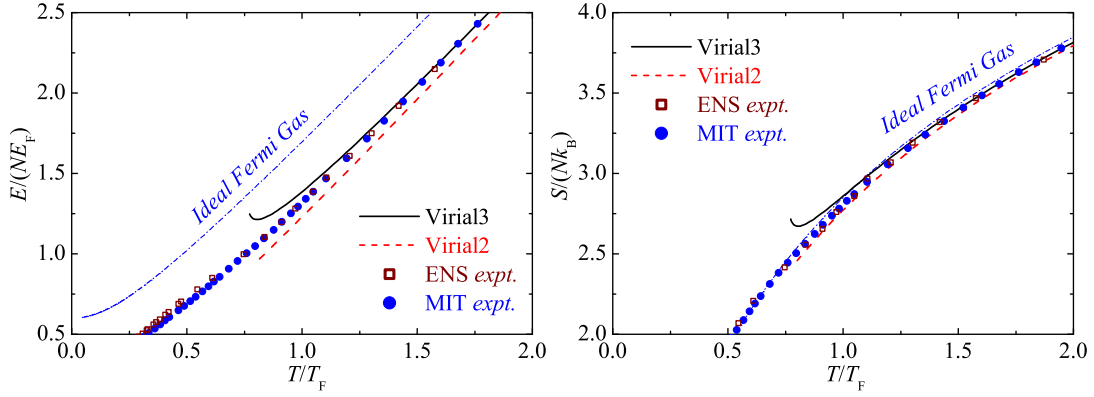 2.5
2.0
1.5
1.0
0.5
E/(NE_F)
Ideal Fermi Gas
Virial3
Virial2
ENS expt.
MIT expt.
0.0
0.5
1.0
1.5
2.0
T/T_F
4.0
3.5
3.0
2.5
2.0
S/(Nk_B)
Virial3
Virial2
ENS expt.
MIT expt.
Ideal Fermi Gas
0.0
0.5
1.0
1.5
2.0
T/T_F